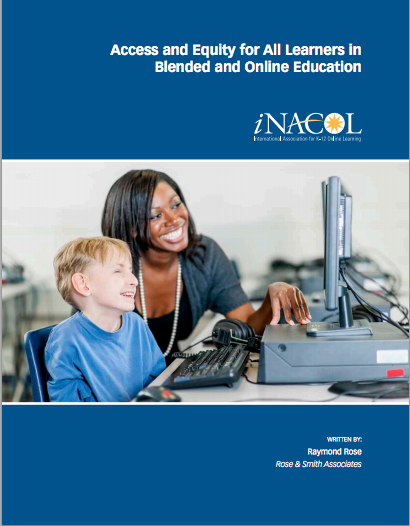 Access and Equity for All Learners in
Blended and Online Education
iNACOL
International Association for K–12 Online Learning
WRITTEN BY:
Raymond Rose
Rose & Smith Associates